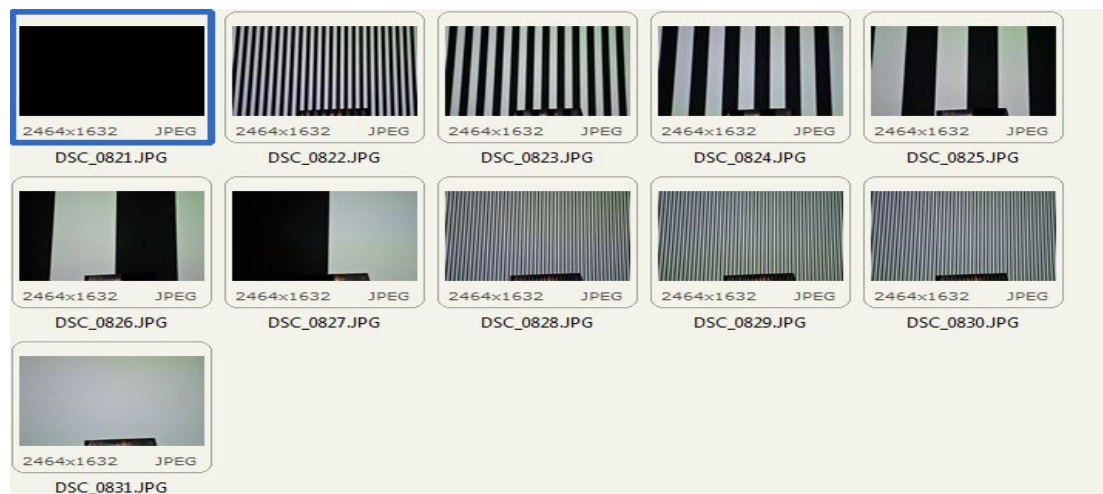 2464x1632 JPEG 2464x1632 JPEG 2464x1632 JPEG 2464x1632 JPEG 2464x1632 JPEG
DSC_0821.JPG DSC_0822.JPG DSC_0823.JPG DSC_0824.JPG DSC_0825.JPG
2464x1632 JPEG 2464x1632 JPEG 2464x1632 JPEG 2464x1632 JPEG 2464x1632 JPEG
DSC_0826.JPG DSC_0827.JPG DSC_0828.JPG DSC_0829.JPG DSC_0830.JPG
2464x1632 JPEG
DSC_0831.JPG